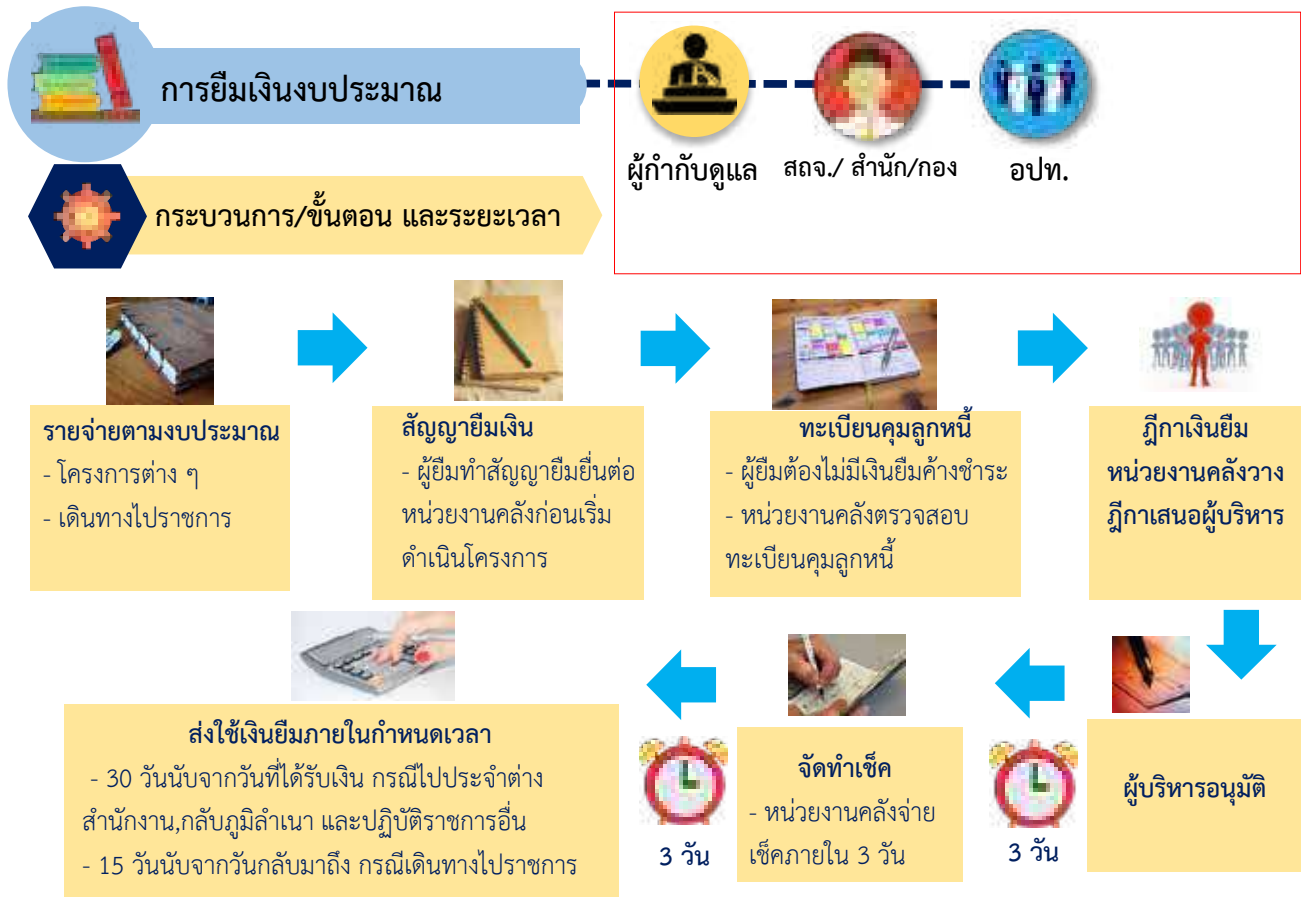 การยืมเงินงบประมาณ
ผู้กำกับดูแล
สถจ./ สำนัก/กอง
อปท.
กระบวนการ/ขั้นตอน และระยะเวลา
รายจ่ายตามงบประมาณ
- โครงการต่าง ๆ
- เดินทางไปราชการ
สัญญายืมเงิน
- ผู้ยืมทำสัญญายืมยื่นต่อ
หน่วยงานคลังก่อนเริ่ม
ดำเนินโครงการ
ทะเบียนคุมลูกหนี้
- ผู้ยืมต้องไม่มีเงินยืมค้างชำระ
- หน่วยงานคลังตรวจสอบ
ทะเบียนคุมลูกหนี้
ฎีกาเงินยืม
หน่วยงานคลังวาง
ฎีกาเสนอผู้บริหาร
ผู้บริหารอนุมัติ
3 วัน
จัดทำเช็ค
- หน่วยงานคลังจ่าย
เช็คภายใน 3 วัน
3 วัน
ส่งใช้เงินยืมภายในกำหนดเวลา
- 30 วันนับจากวันที่ได้รับเงิน กรณีไปประจำต่าง
สำนักงาน,กลับภูมิลำเนา และปฏิบัติราชการอื่น
- 15 วันนับจากวันกลับมาถึง กรณีเดินทางไปราชการ